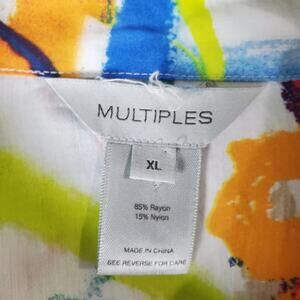 MULTIPLES
XL
85% Rayon
15% Nylon
MADE IN CHINA
SEE REVERSE FOR CARE